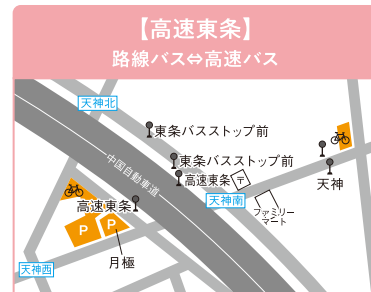 【高速東条】
路線バス⇔高速バス
天神北
東条バスストップ前
東条バスストップ前
中国自動車道
高速東条
〒
天神
天神南
高速東条
ファミリー
マート
P
P
月極
天神西